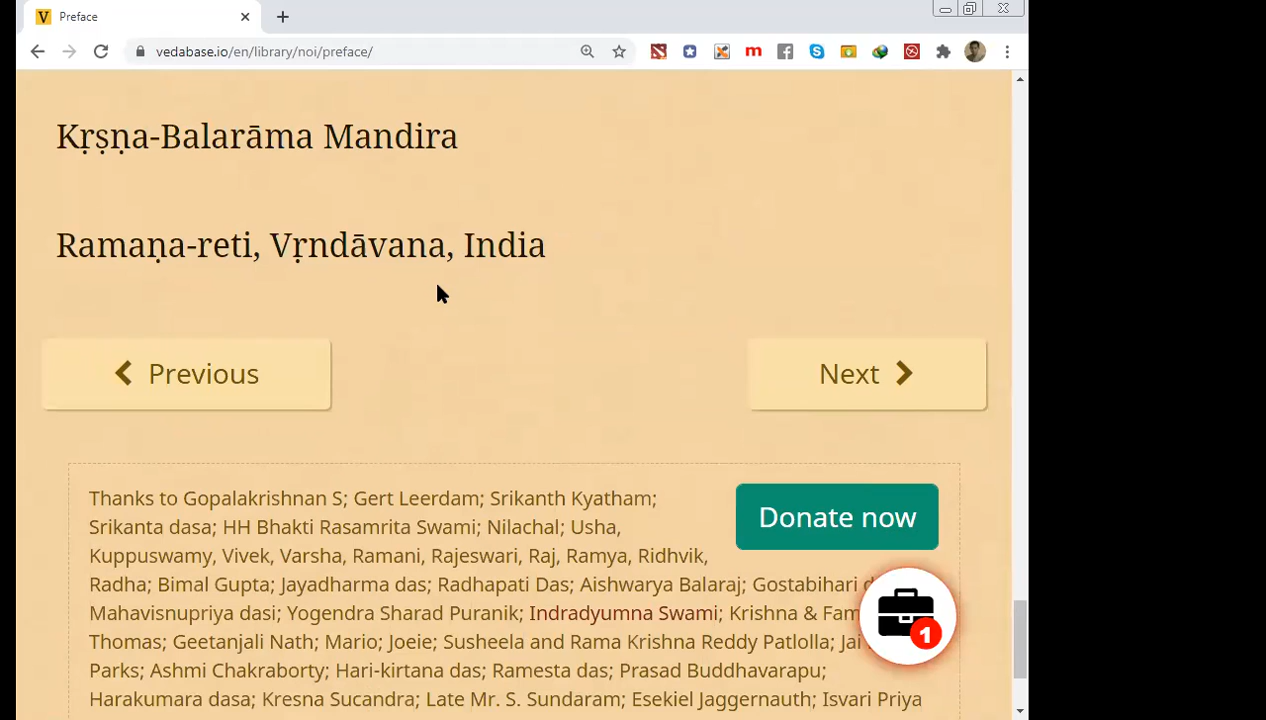 V Preface
vedabase.io/en/library/noi/preface/
m
Kṛṣṇa-Balarāma Mandira
Ramaṇa-reti, Vṛndāvana, India
Previous
Next
Thanks to Gopalakrishnan S; Gert Leerdam; Srikanth Kyatham;
Donate now
Srikanta dasa; HH Bhakti Rasamrita Swami; Nilachal; Usha,
Kuppuswamy, Vivek, Varsha, Ramani, Rajeswari, Raj, Ramya, Ridhvik,
Radha; Bimal Gupta; Jayadharma das; Radhapati Das; Aishwarya Balaraj; Gostabihari
Mahavisnupriya dasi; Yogendra Sharad Puranik; Indradyumna Swami; Krishna & Fam
Thomas; Geetanjali Nath; Mario; Joeie; Susheela and Rama Krishna Reddy Patlolla; Jai
1
Parks; Ashmi Chakraborty; Hari-kirtana das; Ramesta das; Prasad Buddhavarapu;
Harakumara dasa; Kresna Sucandra; Late Mr. S. Sundaram; Esekiel Jaggernauth; Isvari Priya